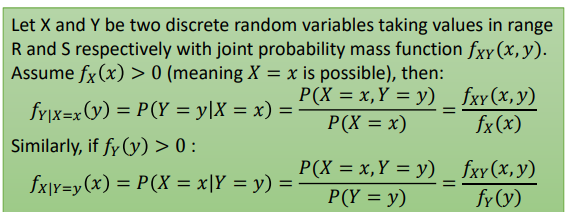 Let X and Y be two discrete random variables taking values in range
R and S respectively with joint probability mass function f_{XY}(x, y).
Assume f_X(x) > 0 (meaning X = x is possible), then:
f_{Y|X=x}(y) = P(Y = y|X = x) = \frac{P(X = x, Y = y)}{P(X = x)} = \frac{f_{XY}(x, y)}{f_X(x)}
Similarly, if f_Y(y) > 0 :
f_{X|Y=y}(x) = P(X = x|Y = y) = \frac{P(X = x, Y = y)}{P(Y = y)} = \frac{f_{XY}(x, y)}{f_Y(y)}